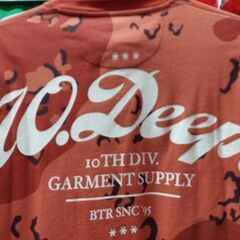 ***
10.Deep
10TH DIV.
GARMENT SUPPLY
BTR SNC '95
***